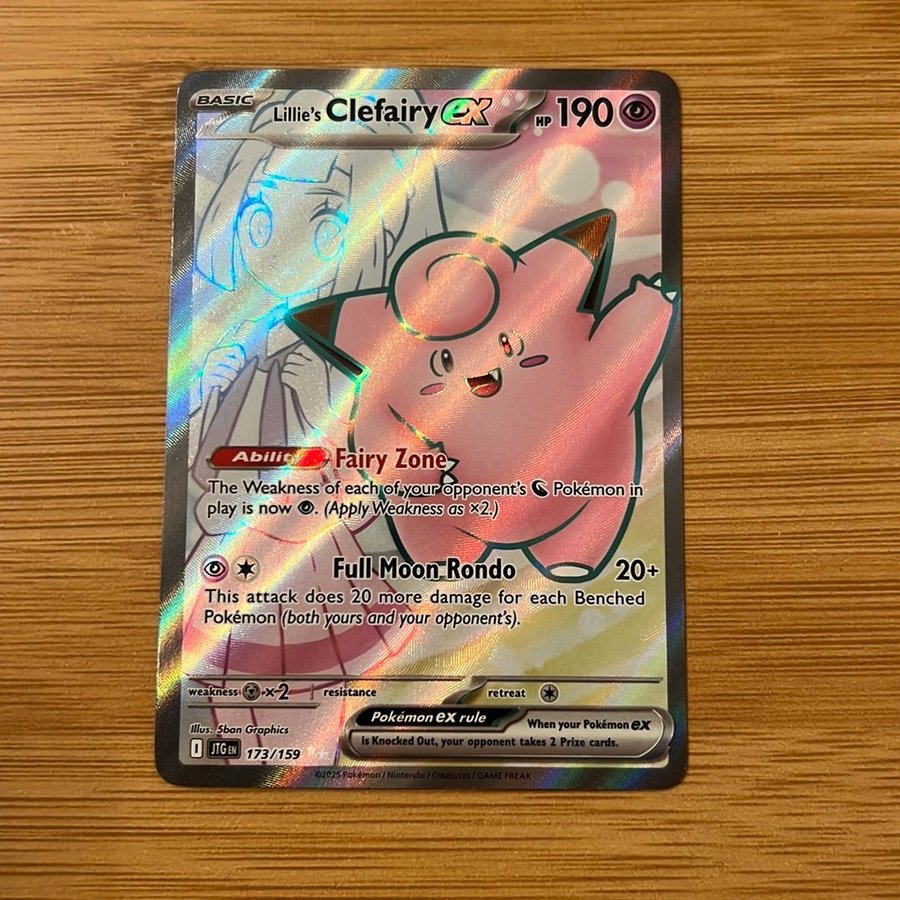 BASIC Lillie's Clefairy ex HP 190
Ability Fairy Zone
The Weakness of each of your opponent's Pokémon in
play is now . (Apply Weakness as ×2.)
Full Moon Rondo 20+
This attack does 20 more damage for each Benched
Pokémon (both yours and your opponent's).
weakness ×2 resistance retreat
Pokémon ex rule When your Pokémon ex
is Knocked Out, your opponent takes 2 Prize cards.
Illus. 5ban Graphics
I JTG EN 173/159
©2025 Pokémon / Nintendo / Creatures / GAME FREAK